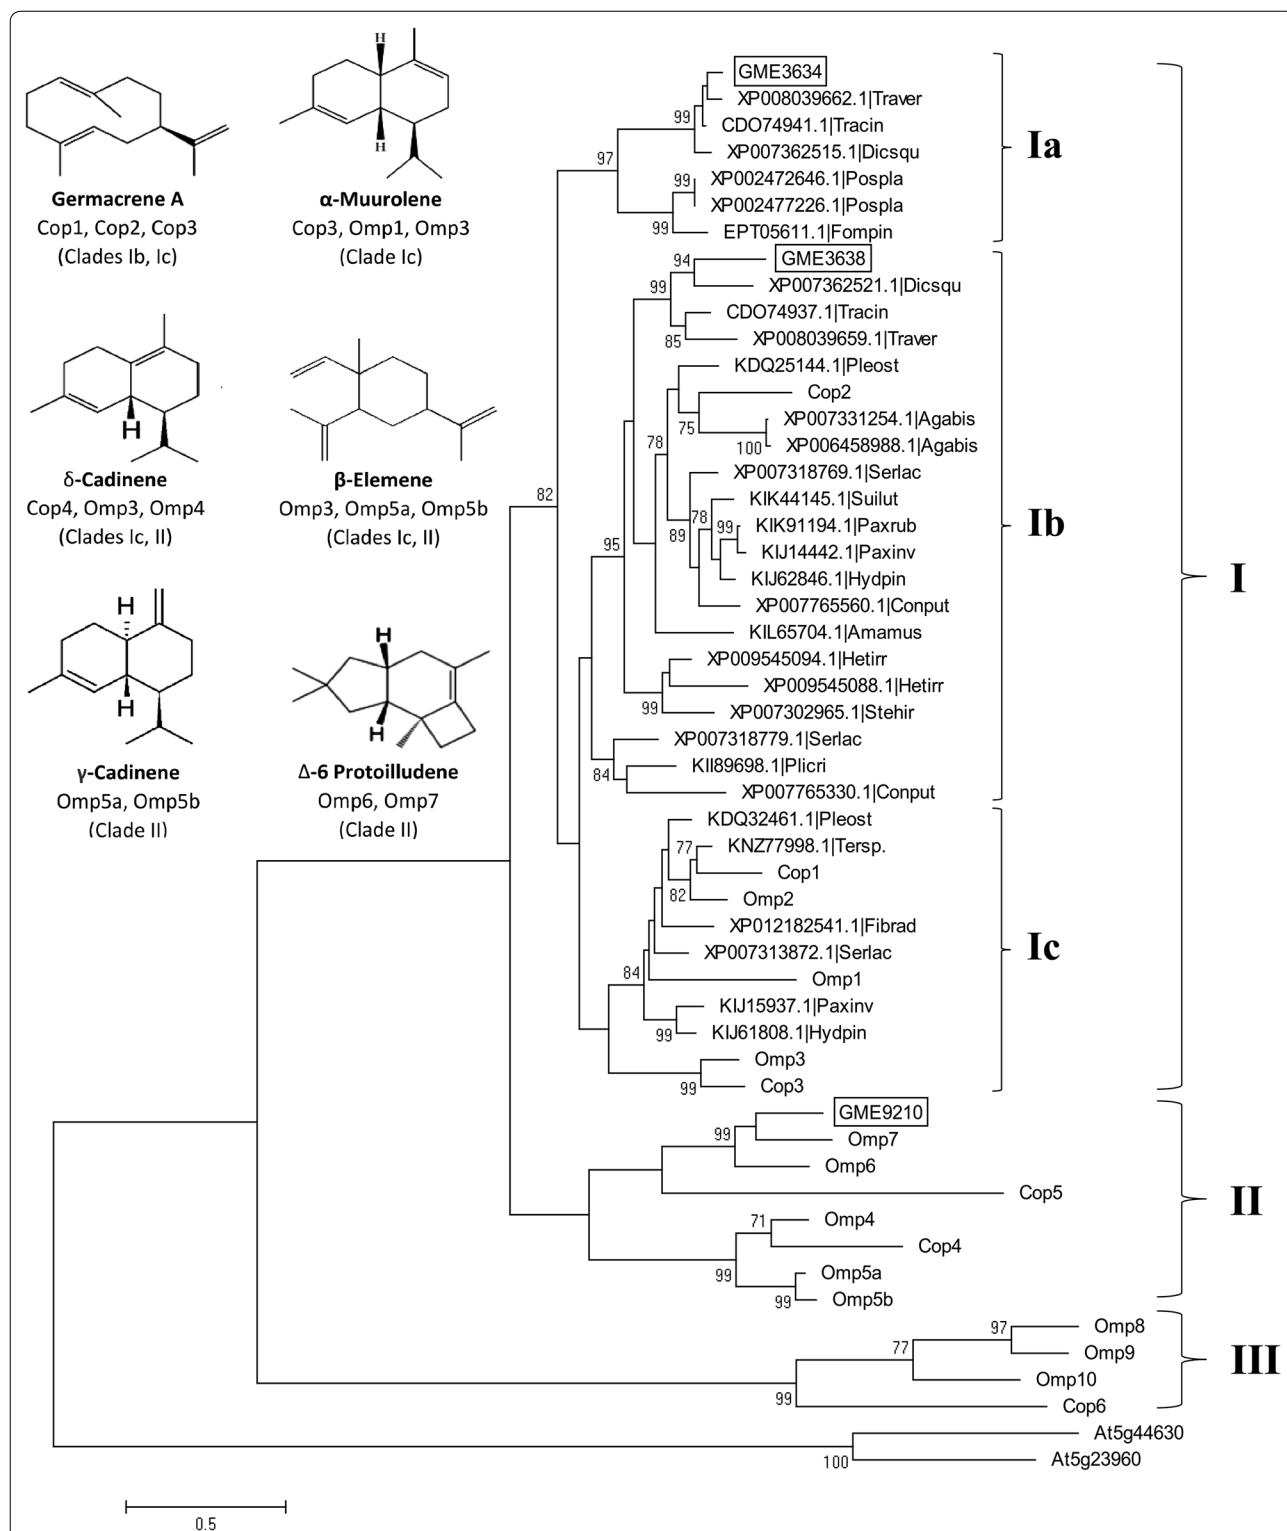 H
H
Germacrene A
Cop1, Cop2, Cop3
(Clades Ib, Ic)
α-Muurolene
Cop3, Omp1, Omp3
(Clade Ic)
H
δ-Cadinene
Cop4, Omp3, Omp4
(Clades Ic, II)
β-Elemene
Omp3, Omp5a, Omp5b
(Clades Ic, II)
H
H
γ-Cadinene
Omp5a, Omp5b
(Clade II)
H
H
Δ-6 Protoilludene
Omp6, Omp7
(Clade II)
GME3634
XP008039662.1|Traver
99
CDO74941.1|Tracin
XP007362515.1|Dicsqu
97
99
XP002472646.1|Pospla
XP002477226.1|Pospla
99
EPT05611.1|Fompin
Ia
94
GME3638
99
XP007362521.1|Dicsqu
CDO74937.1|Tracin
85
XP008039659.1|Traver
KDQ25144.1|Pleost
Cop2
75
XP007331254.1|Agabis
78
100
XP006458988.1|Agabis
XP007318769.1|Serlac
82
KIK44145.1|Suilut
78
99
KIK91194.1|Paxrub
89
95
KIJ14442.1|Paxinv
KIJ62846.1|Hydpin
XP007765560.1|Conput
KIL65704.1|Amamus
XP009545094.1|Hetirr
XP009545088.1|Hetirr
99
XP007302965.1|Stehir
XP007318779.1|Serlac
84
KII89698.1|Plicri
XP007765330.1|Conput
Ib
I
KDQ32461.1|Pleost
77
KNZ77998.1|Tersp.
Cop1
82
Omp2
XP012182541.1|Fibrad
XP007313872.1|Serlac
84
Omp1
KIJ15937.1|Paxinv
99
KIJ61808.1|Hydpin
Omp3
99
Cop3
Ic
GME9210
99
Omp7
Omp6
Cop5
71
Omp4
Cop4
99
Omp5a
99
Omp5b
II
97
Omp8
77
Omp9
Omp10
99
Cop6
III
At5g44630
100
At5g23960
0.5